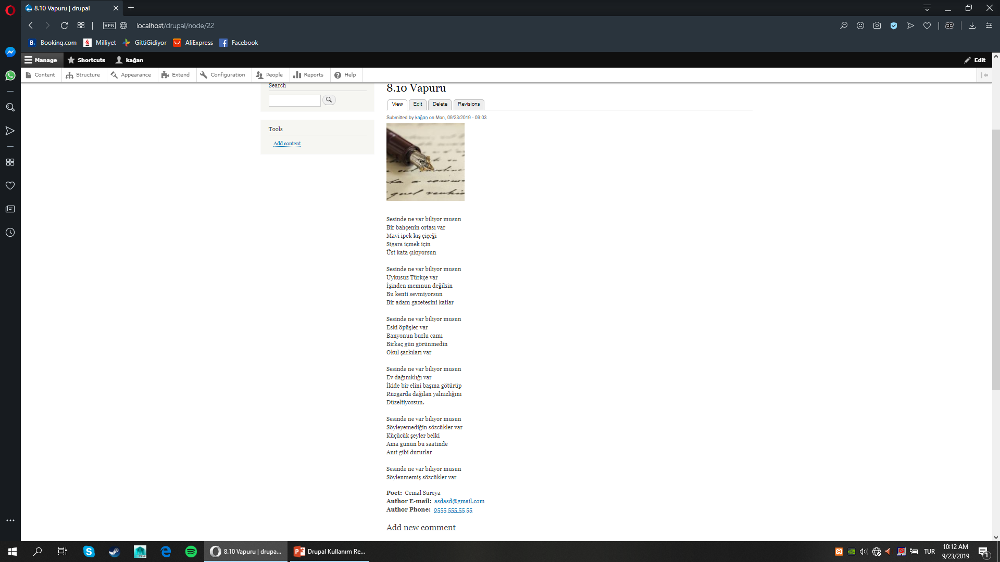 8.10 Vapuru | drupal
VPN
localhost/drupal/node/22
B. Booking.com Milliyet GittiGidiyor AliExpress Facebook
Manage Shortcuts kağan Edit
Content Structure Appearance Extend Configuration People Reports Help
Search
Tools
Add content
8.10 Vapuru
View Edit Delete Revisions
Submitted by kağan on Mon, 09/23/2019 - 09:03
Sesinde ne var biliyor musun
Bir bahçenin ortası var
Mavi ipek kış çiçeği
Sigara içmek için
Üst kata çıkıyorsun
Sesinde ne var biliyor musun
Uykusuz Türkçe var
İşinden memnun değilsin
Bu kenti sevmiyorsun
Bir adam gazetesini katlar
Sesinde ne var biliyor musun
Eski öpüşler var
Banyonun buzlu camı
Birkaç gün görünmedin
Okul şarkıları var
Sesinde ne var biliyor musun
Ev dağınıklığı var
İkide bir elini başına götürüp
Rüzgarda dağılan yalnızlığını
Düzeltiyorsun.
Sesinde ne var biliyor musun
Söyleyemediğin sözcükler var
Küçücük şeyler belki
Ama günün bu saatinde
Anıt gibi dururlar
Sesinde ne var biliyor musun
Söylenmemiş sözcükler var
Poet: Cemal Süreya
Author E-mail: asdasd@gmail.com
Author Phone: 0555 555 55 55
Add new comment
8.10 Vapuru | drupa...
Drupal Kullanım Re...
TUR
10:12 AM
9/23/2019
1